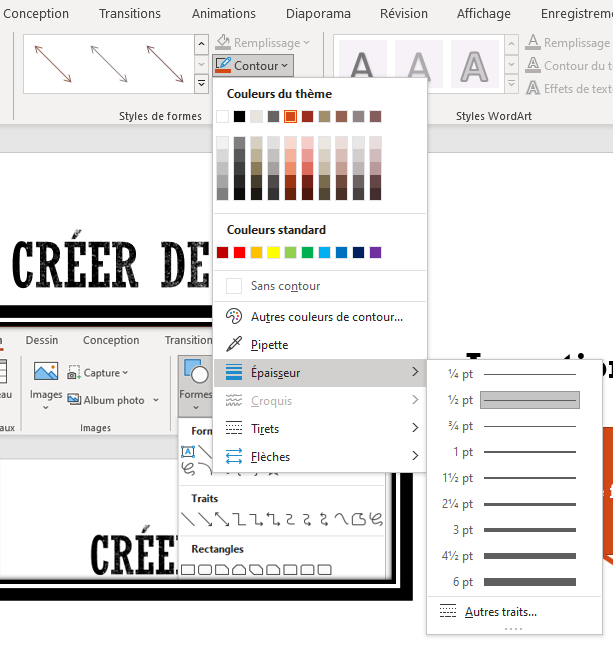 Conception Transitions Animations Diaporama Révision Affichage Enregistreme
Remplissage
Contour
Styles de formes
A A A
Remplissage
Contour du t
Effets de texte
Styles WordArt
Couleurs du thème
Couleurs standard
Sans contour
Autres couleurs de contour...
Pipette
Épaisseur
Croquis
Tirets
Flèches
¼ pt
½ pt
¾ pt
1 pt
1½ pt
2¼ pt
3 pt
4½ pt
6 pt
Autres traits...
CRÉER DE
Dessin Conception Transition
Images
Capture
Album photo
Images
Formes
Form
Traits
Rectangles
CRÉE